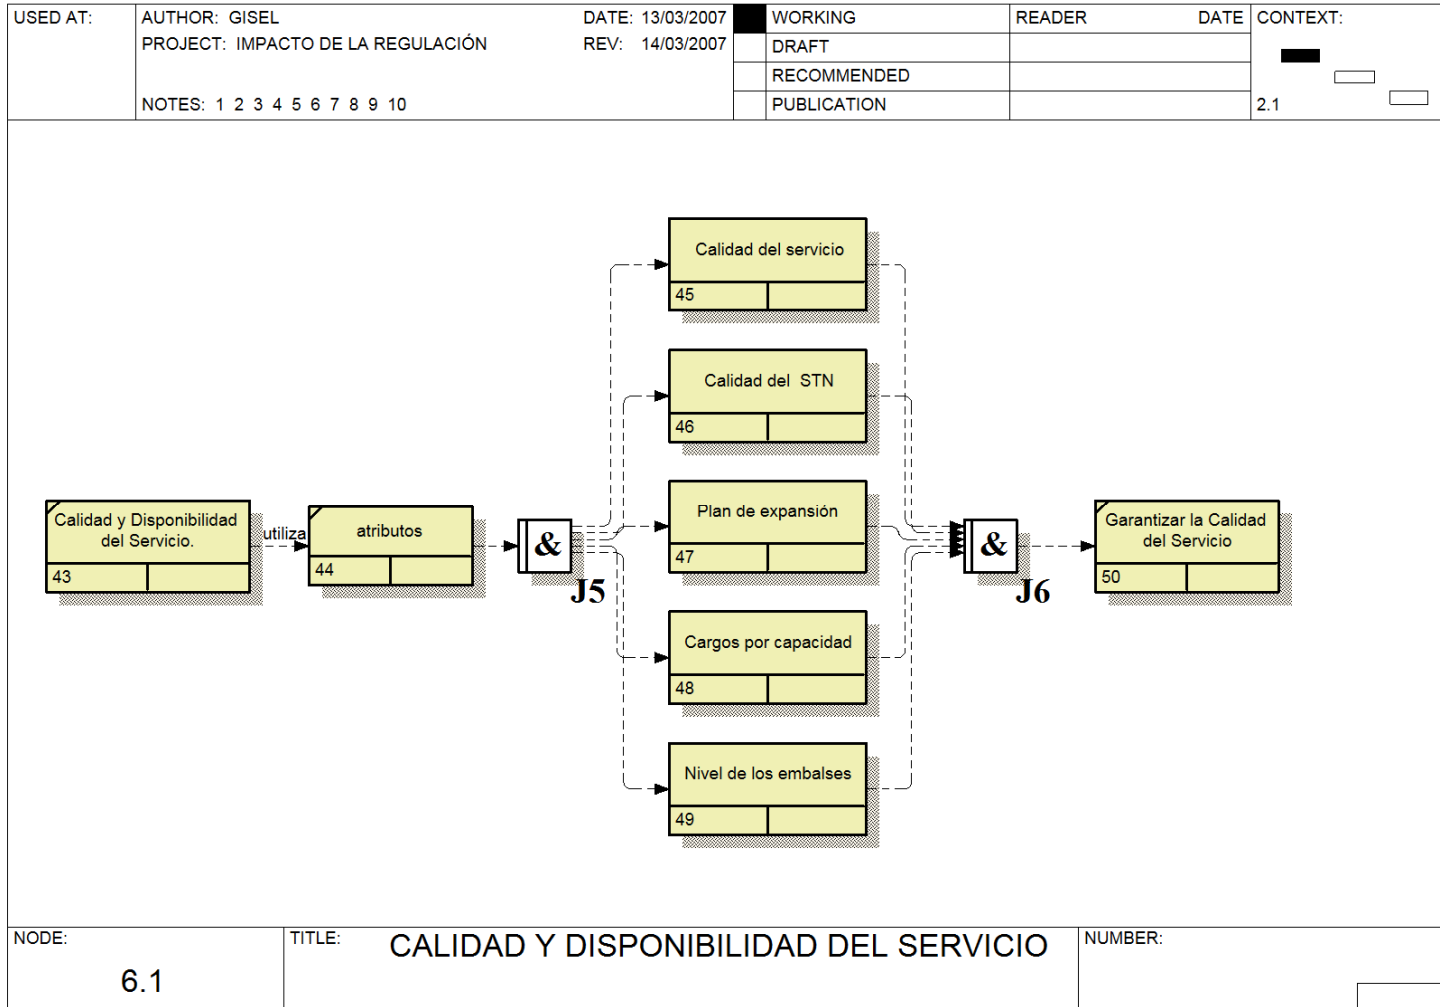 USED AT:
AUTHOR: GISEL
DATE: 13/03/2007
WORKING
READER
DATE
CONTEXT:
PROJECT: IMPACTO DE LA REGULACIÓN
REV: 14/03/2007
DRAFT
RECOMMENDED
NOTES: 1 2 3 4 5 6 7 8 9 10
PUBLICATION
2.1
Calidad del servicio
45
Calidad del STN
46
Calidad y Disponibilidad
del Servicio.
43
utiliza
atributos
44
&
J5
Plan de expansión
47
&
J6
Garantizar la Calidad
del Servicio
50
Cargos por capacidad
48
Nivel de los embalses
49
NODE:
6.1
TITLE:
CALIDAD Y DISPONIBILIDAD DEL SERVICIO
NUMBER: